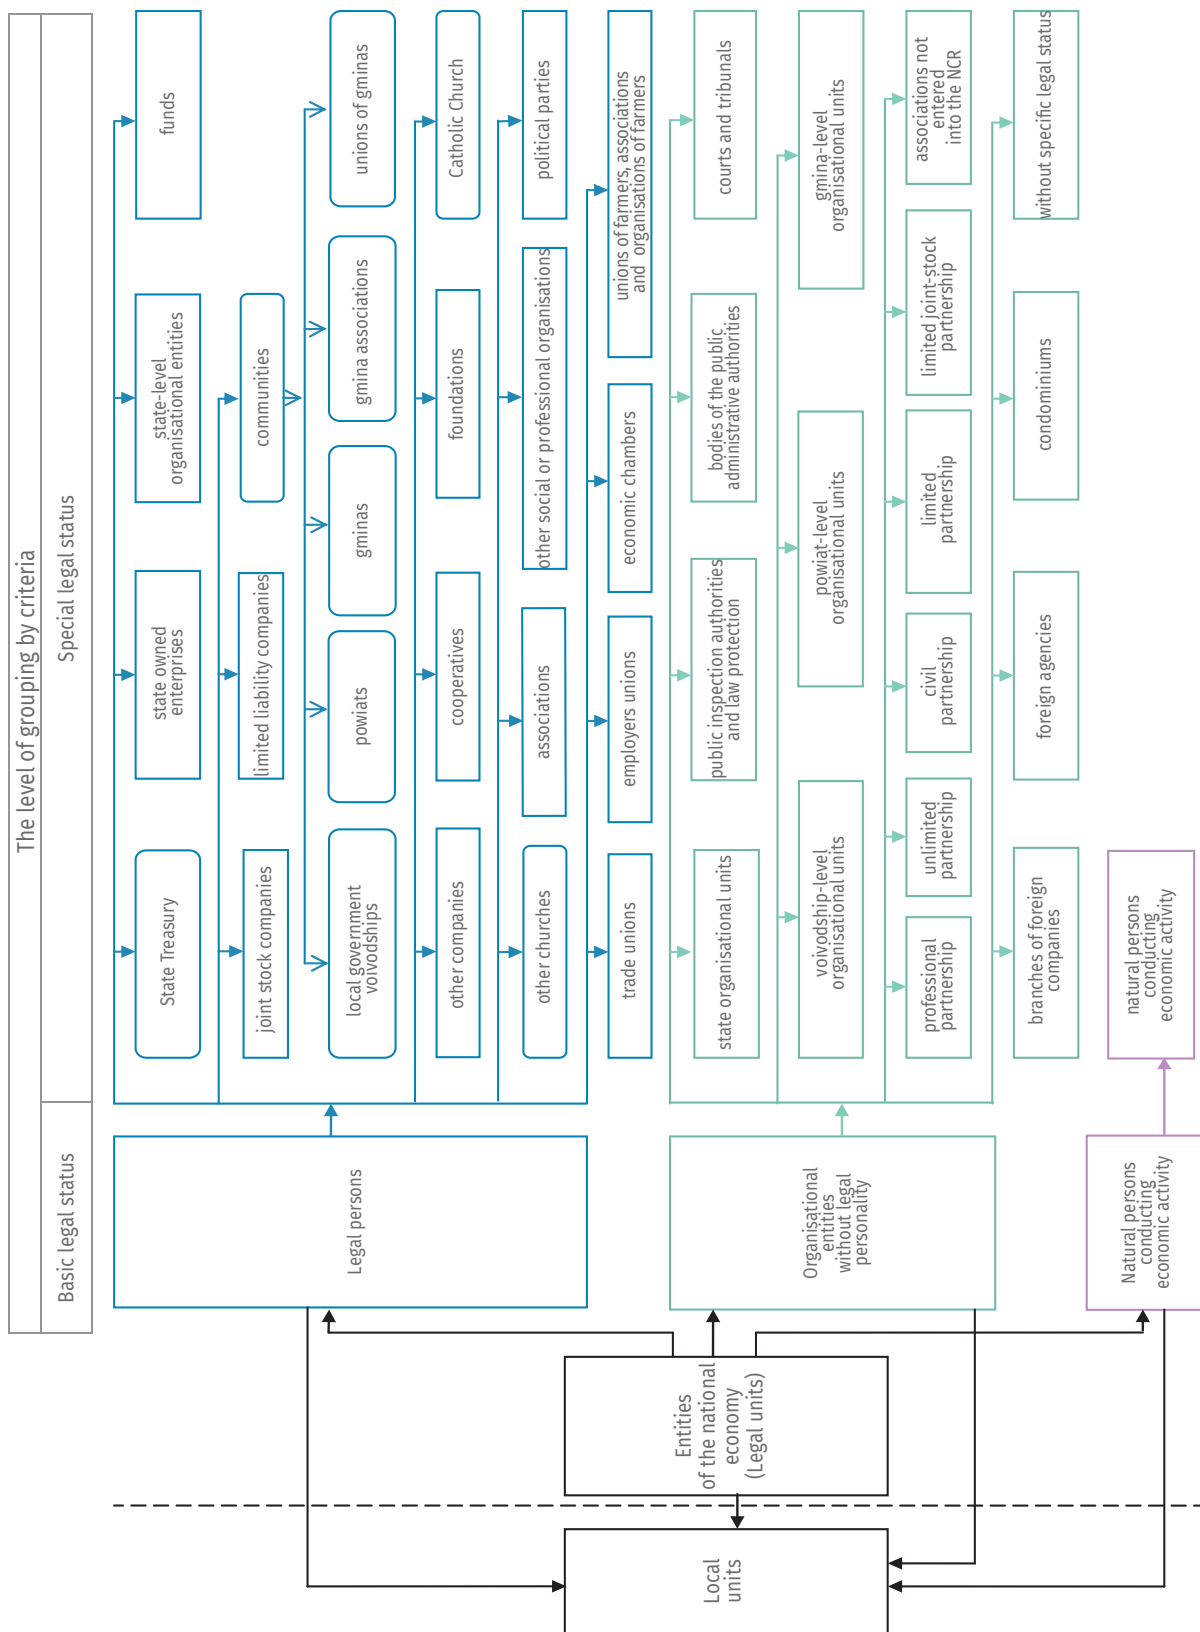 The level of grouping by criteria
Basic legal status
Special legal status
Local
units
Entities
of the national
economy
(Legal units)
Legal persons
State Treasury
state owned
enterprises
state-level
organisational entities
funds
joint stock companies
limited liability companies
communities
local government
voivodships
powiats
gminas
gmina associations
unions of gminas
other companies
cooperatives
foundations
Catholic Church
other churches
associations
other social or professional organisations
political parties
trade unions
employers unions
economic chambers
unions of farmers, associations
and organisations of farmers
Organisational
entities
without legal
personality
state organisational units
public inspection authorities
and law protection
bodies of the public
administrative authorities
courts and tribunals
voivodship-level
organisational units
powiat-level
organisational units
gmina-level
organisational units
professional
partnership
unlimited
partnership
civil
partnership
limited
partnership
limited joint-stock
partnership
associations not
entered
into the NCR
branches of foreign
companies
foreign agencies
condominiums
without specific legal status
Natural persons
conducting
economic activity
natural persons
conducting
economic activity